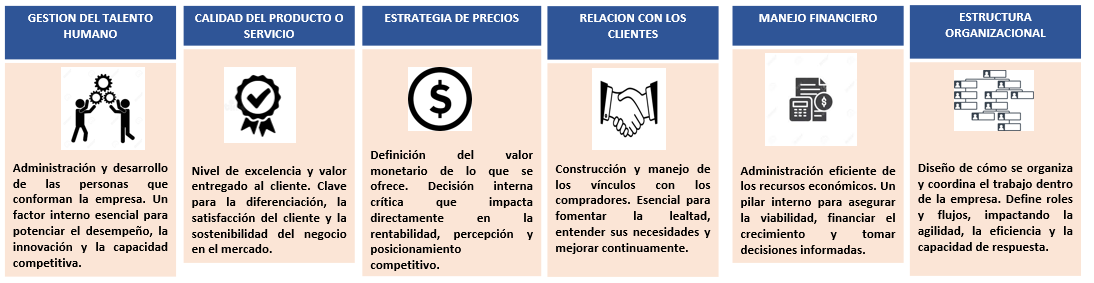 GESTION DEL TALENTO
HUMANO
Administración y desarrollo
de las personas que
conforman la empresa. Un
factor interno esencial para
potenciar el desempeño, la
innovación y la capacidad
competitiva.
CALIDAD DEL PRODUCTO O
SERVICIO
Nivel de excelencia y valor
entregado al cliente. Clave
para la diferenciación, la
satisfacción del cliente y la
sostenibilidad del negocio
en el mercado.
ESTRATEGIA DE PRECIOS
$
Definición del valor
monetario de lo que se
ofrece. Decisión interna
crítica que impacta
directamente en la
rentabilidad, percepción y
posicionamiento
competitivo.
RELACION CON LOS
CLIENTES
Construcción y manejo de
los vínculos con los
compradores. Esencial para
fomentar la lealtad,
entender sus necesidades y
mejorar continuamente.
MANEJO FINANCIERO
$
Administración eficiente de
los recursos económicos. Un
pilar interno para asegurar
la viabilidad, financiar el
crecimiento y tomar
decisiones informadas.
ESTRUCTURA
ORGANIZACIONAL
Diseño de cómo se organiza
y coordina el trabajo dentro
de la empresa. Define roles
y flujos, impactando la
agilidad, la eficiencia y la
capacidad de respuesta.